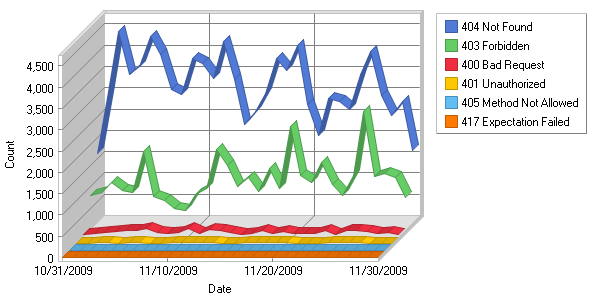 404 Not Found
403 Forbidden
400 Bad Request
401 Unauthorized
405 Method Not Allowed
417 Expectation Failed
4,500
4,000
3,500
3,000
2,500
2,000
1,500
1,000
500
0
Count
10/31/2009 11/10/2009 11/20/2009 11/30/2009
Date